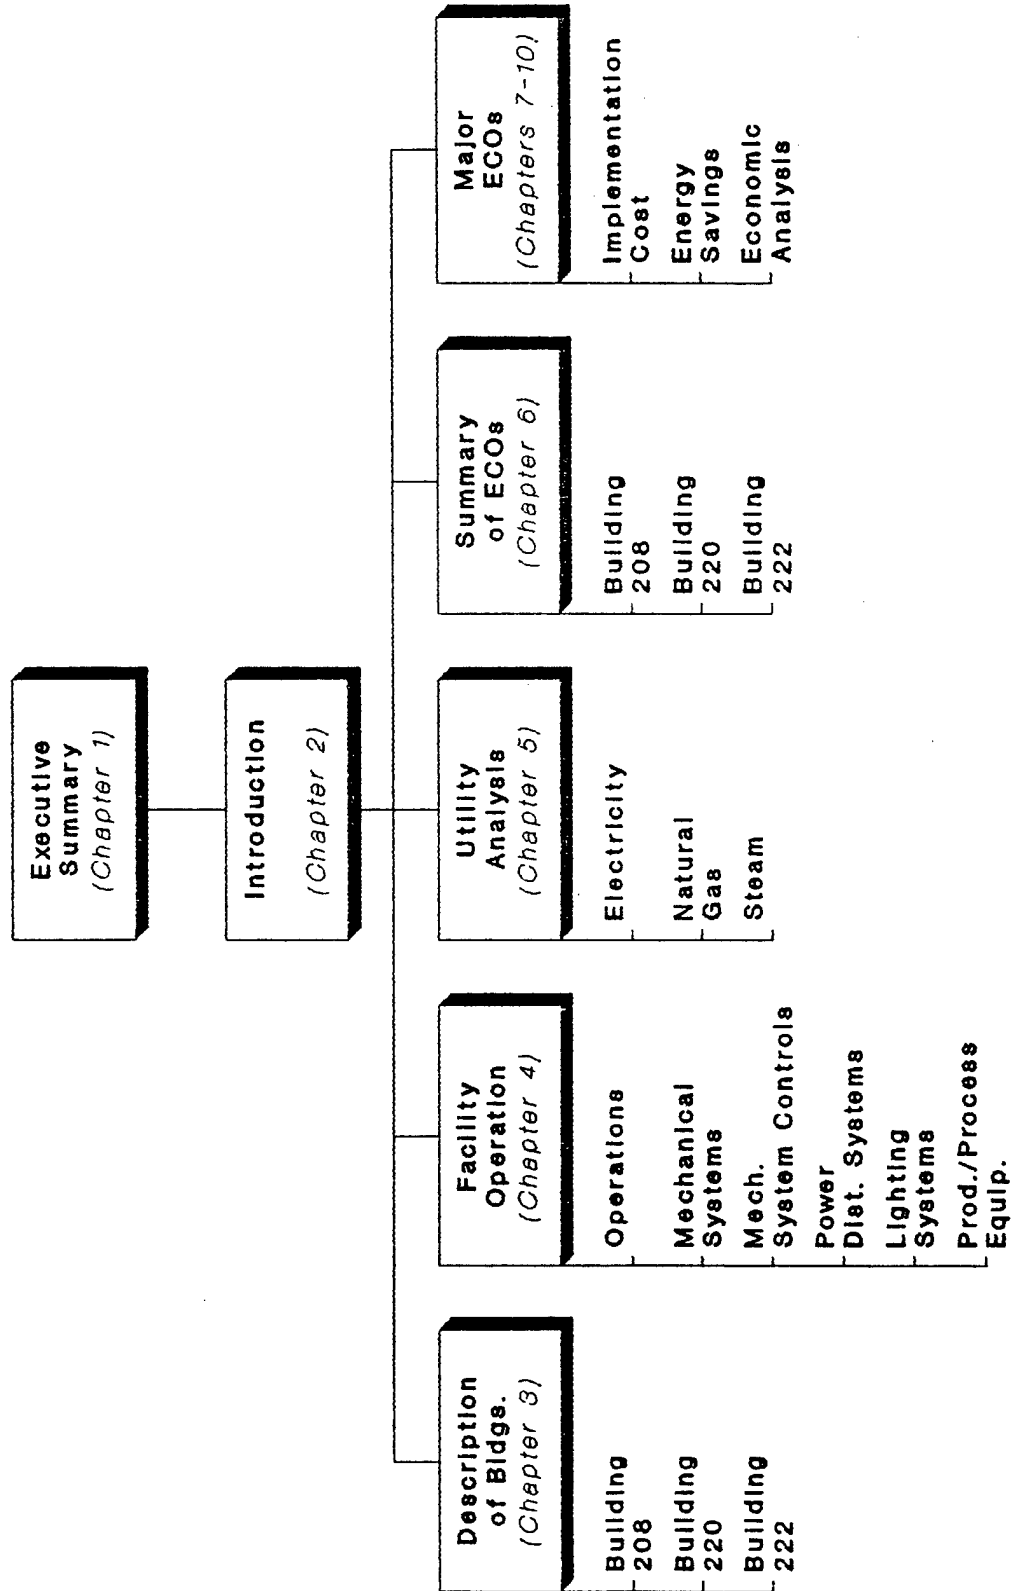 Executive
Summary
(Chapter 1)
Introduction
(Chapter 2)
Description
of Bldgs.
(Chapter 3)
Building
208
Building
220
Building
222
Facility
Operation
(Chapter 4)
Operations
Mechanical
Systems
Mech.
System Controls
Power
Dist. Systems
Lighting
Systems
Prod./Process
Equip.
Utility
Analysis
(Chapter 5)
Electricity
Natural
Gas
Steam
Summary
of ECOs
(Chapter 6)
Building
208
Building
220
Building
222
Major
ECOs
(Chapters 7-10)
Implementation
Cost
Energy
Savings
Economic
Analysis